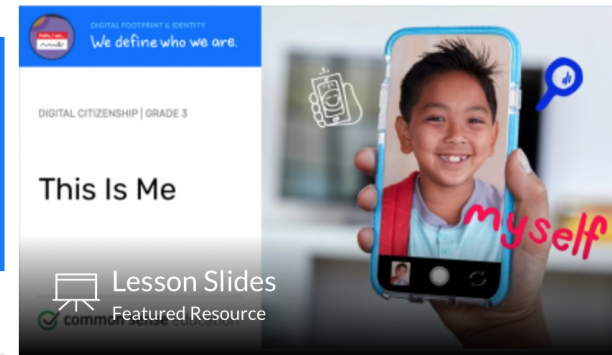 DIGITAL FOOTPRINT & IDENTITY
We define who we are.
DIGITAL CITIZENSHIP | GRADE 3
This Is Me
myself
Lesson Slides
Featured Resource
common sense education